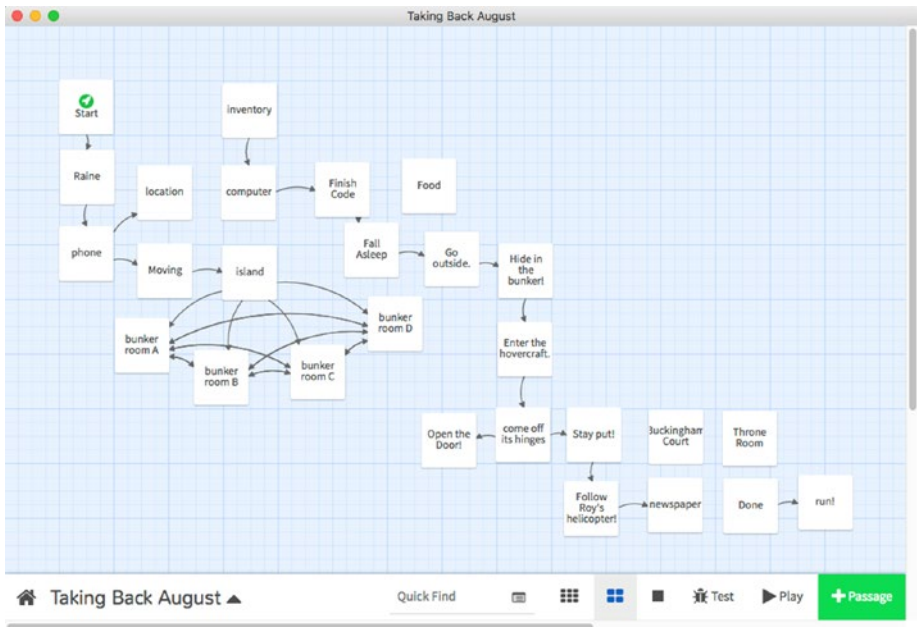 Taking Back August
Start
inventory
Raine
location
computer
Finish
Code
Food
phone
Moving
island
Fall
Asleep
Go
outside.
Hide in
the
bunker!
bunker
room A
bunker
room B
bunker
room C
bunker
room D
Enter the
hovercraft.
Open the
Door!
come off
its hinges
Stay put!
Buckingham
Court
Throne
Room
Follow
Roy's
helicopter!
newspaper
Done
run!
Taking Back August
Quick Find
Test
Play
Passage